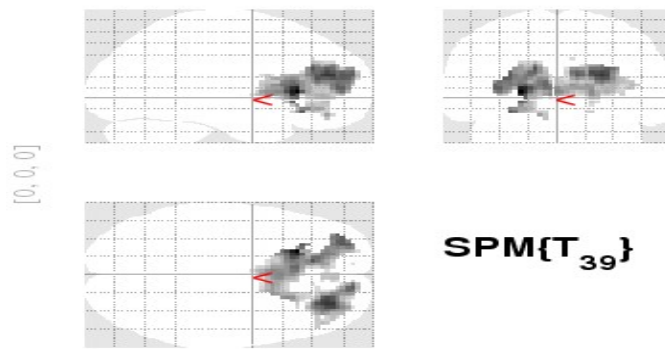 [0, 0, 0]
<
<
<
SPM{T₃₉}